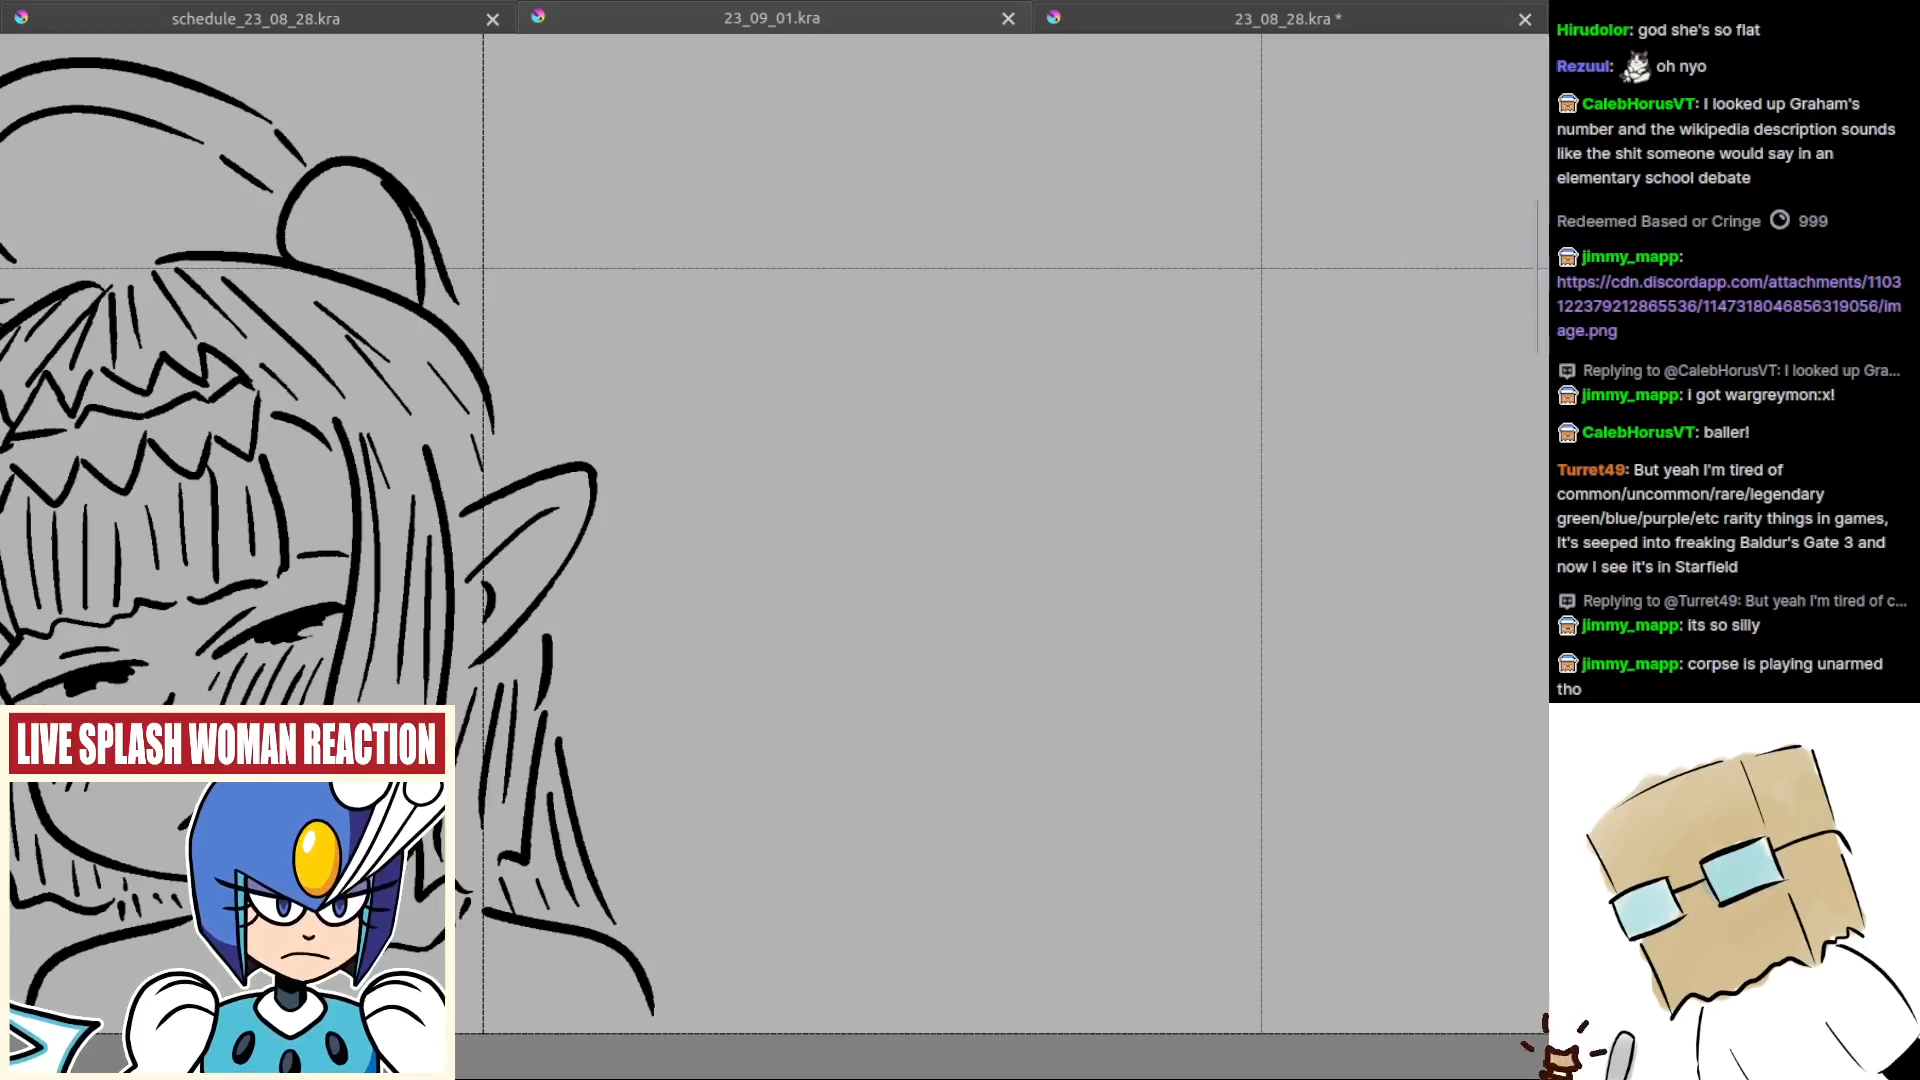 schedule_23_08_28.kra
23_09_01.kra
23_08_28.kra *
Hirudolor: god she's so flat
Rezuul: oh nyo
CalebHorusVT: I looked up Graham's
number and the wikipedia description sounds
like the shit someone would say in an
elementary school debate
Redeemed Based or Cringe 999
jimmy_mapp:
https://cdn.discordapp.com/attachments/1103
122379212865536/1147318046856319056/im
age.png
Replying to @CalebHorusVT: I looked up Gra...
jimmy_mapp: i got wargreymon:x!
CalebHorusVT: baller!
Turret49: But yeah I'm tired of
common/uncommon/rare/legendary
green/blue/purple/etc rarity things in games,
It's seeped into freaking Baldur's Gate 3 and
now I see it's in Starfield
Replying to @Turret49: But yeah I'm tired of c...
jimmy_mapp: its so silly
jimmy_mapp: corpse is playing unarmed
tho
LIVE SPLASH WOMAN REACTION